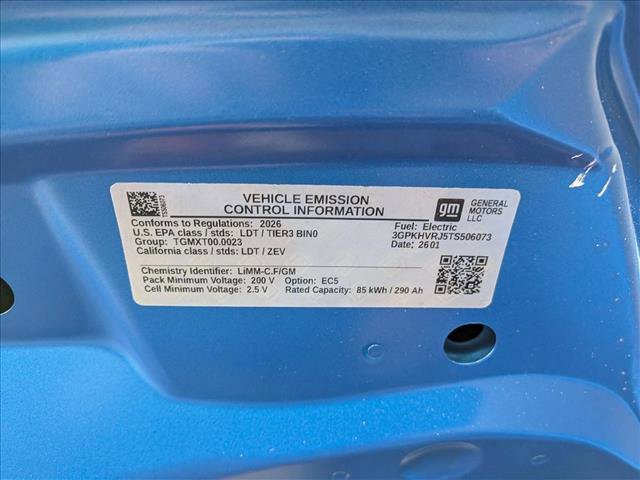 VEHICLE EMISSION
CONTROL INFORMATION
gm GENERAL MOTORS LLC
Conforms to Regulations: 2026
Fuel: Electric
U.S. EPA class / stds: LDT / TIER3 BIN0
3GPKHVRJ5TS506073
Group: TGMXT00.0023
Date: 2601
California class / stds: LDT / ZEV
Chemistry Identifier: LiMM-C.F/GM
Pack Minimum Voltage: 200 V Option: EC5
Cell Minimum Voltage: 2.5 V Rated Capacity: 85 kWh / 290 Ah